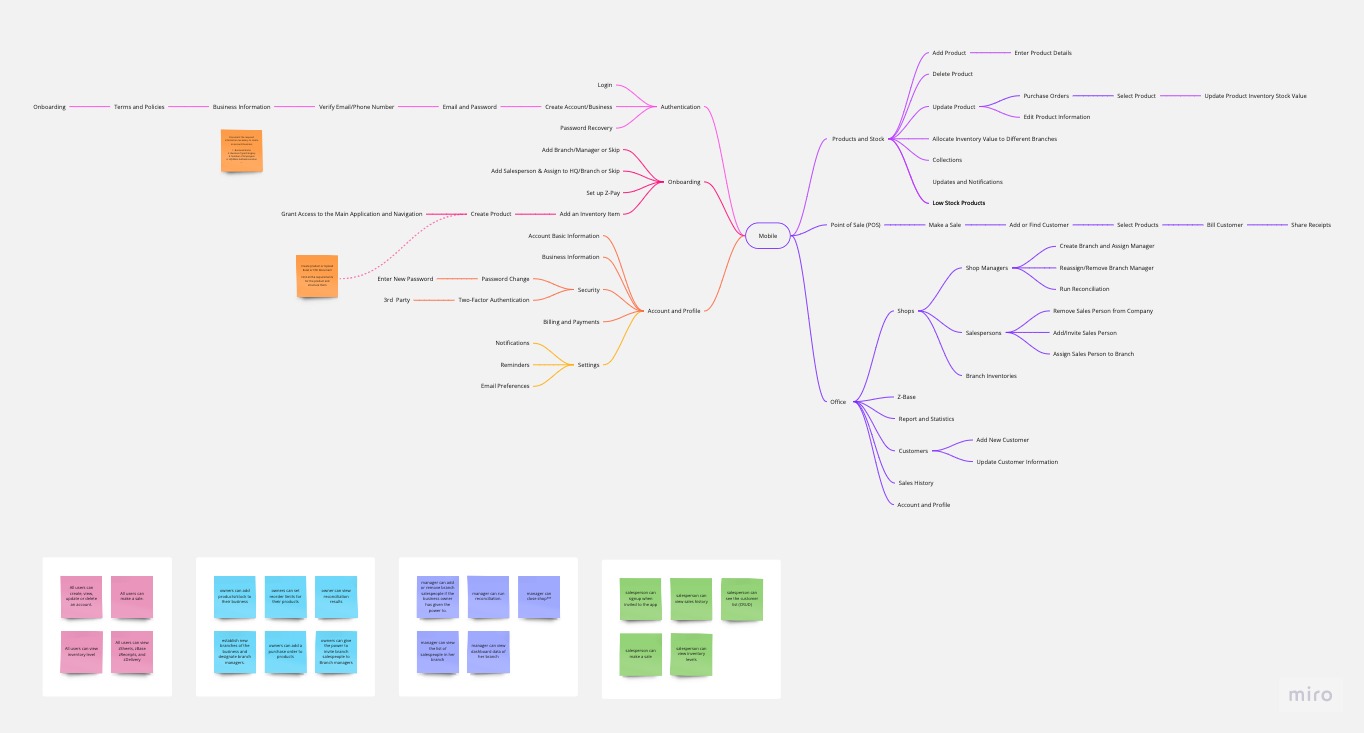 Mobile
Authentication
Login
Create Account/Business
Email and Password
Verify Email/Phone Number
Business Information
Terms and Policies
Onboarding
Password Recovery
Onboarding
Add Branch/Manager or Skip
Add Salesperson & Assign to HQ/Branch or Skip
Set up Z-Pay
Add an Inventory Item
Create Product
Grant Access to the Main Application and Navigation
Account and Profile
Account Basic Information
Business Information
Security
Password Change
Enter New Password
Two-Factor Authentication
3rd Party
Billing and Payments
Settings
Notifications
Reminders
Email Preferences
Products and Stock
Add Product
Enter Product Details
Delete Product
Update Product
Purchase Orders
Select Product
Update Product Inventory Stock Value
Edit Product Information
Allocate Inventory Value to Different Branches
Collections
Updates and Notifications
Low Stock Products
Point of Sale (POS)
Make a Sale
Add or Find Customer
Select Products
Bill Customer
Share Receipts
Office
Shops
Shop Managers
Create Branch and Assign Manager
Reassign/Remove Branch Manager
Run Reconciliation
Salespersons
Remove Sales Person from Company
Add/Invite Sales Person
Assign Sales Person to Branch
Branch Inventories
Z-Base
Report and Statistics
Customers
Add New Customer
Update Customer Information
Sales History
Account and Profile
All users can
create, view,
update or delete
an account.
All users can
make a sale.
All users can view
inventory level
All users can view
zSheets, zBase
zReceipts, and
zDelivery
owners can add
products/stock to
their business
owners can set
reorder limits for
their products
owner can view
reconciliation
results
establish new
branches of the
business and
designate branch
managers.
owners can add a
purchase order to
products
owners can give
the power to
invite branch
salespeople to
Branch managers
manager can add
or remove branch
salespeople if the
business owner
has given the
power to.
manager can run
reconciliation.
manager can
close shop??
manager can view
the list of
salespeople in her
branch
manager can view
dashboard data of
her branch
salesperson can
signup when
invited to the app
salesperson can
view sales history
salesperson can
see the customer
list (CRUD)
salesperson can
make a sale
salesperson can
view inventory
levels
miro